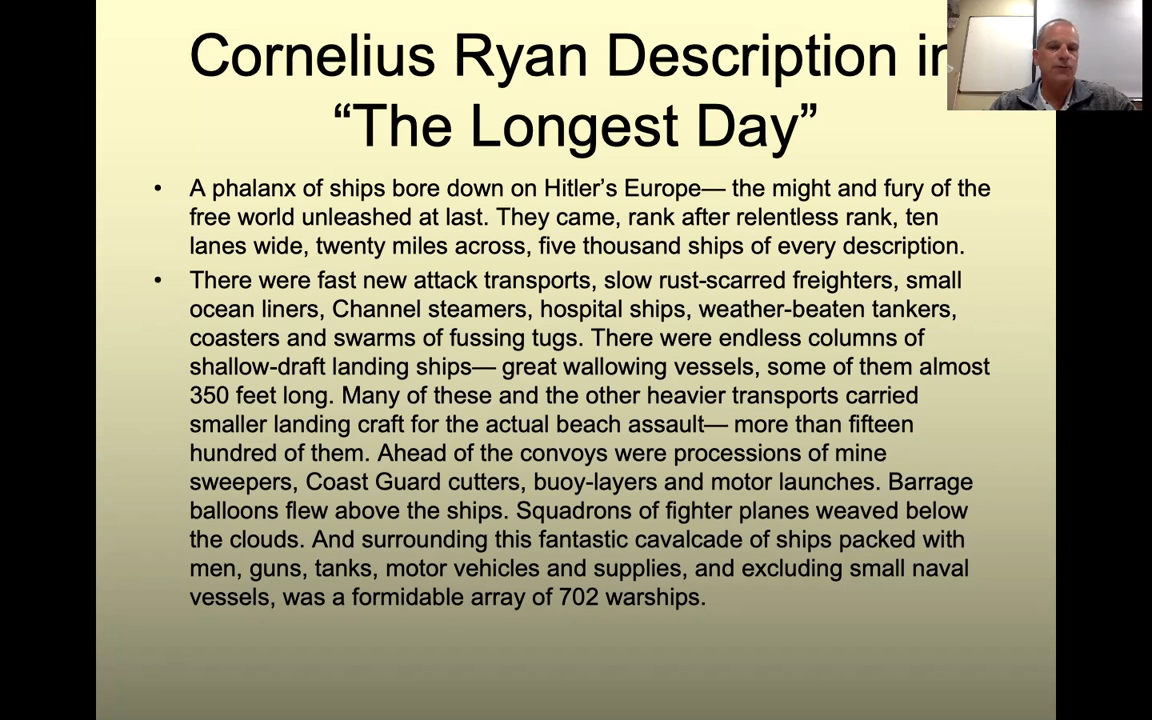 Cornelius Ryan Description in
“The Longest Day”
• A phalanx of ships bore down on Hitler’s Europe— the might and fury of the
free world unleashed at last. They came, rank after relentless rank, ten
lanes wide, twenty miles across, five thousand ships of every description.
• There were fast new attack transports, slow rust-scarred freighters, small
ocean liners, Channel steamers, hospital ships, weather-beaten tankers,
coasters and swarms of fussing tugs. There were endless columns of
shallow-draft landing ships— great wallowing vessels, some of them almost
350 feet long. Many of these and the other heavier transports carried
smaller landing craft for the actual beach assault— more than fifteen
hundred of them. Ahead of the convoys were processions of mine
sweepers, Coast Guard cutters, buoy-layers and motor launches. Barrage
balloons flew above the ships. Squadrons of fighter planes weaved below
the clouds. And surrounding this fantastic cavalcade of ships packed with
men, guns, tanks, motor vehicles and supplies, and excluding small naval
vessels, was a formidable array of 702 warships.